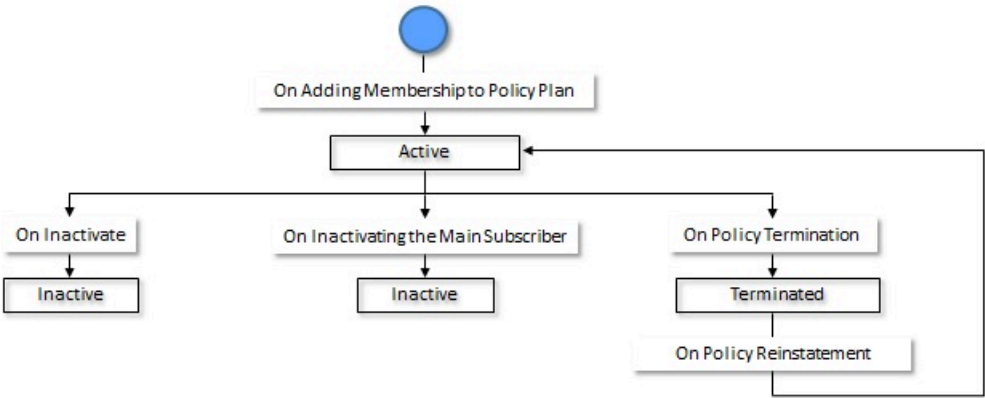 On Adding Membership to Policy Plan
Active
On Inactivate
On Inactivating the Main Subscriber
On Policy Termination
Inactive
Inactive
Terminated
On Policy Reinstatement